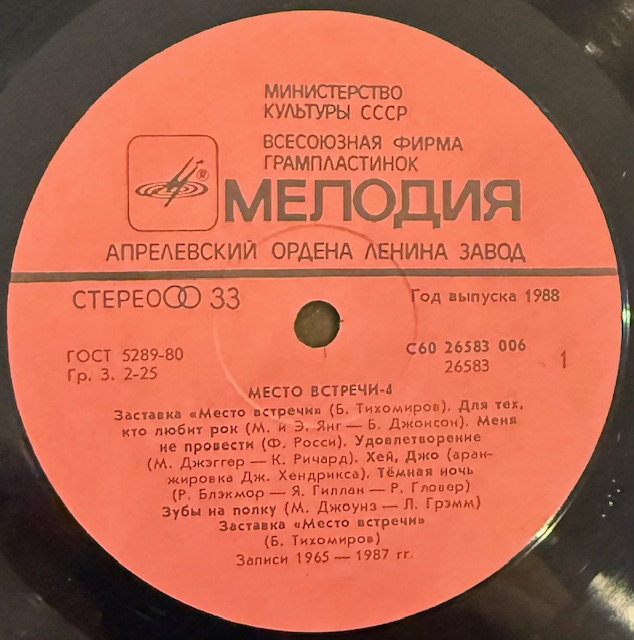 МИНИСТЕРСТВО
КУЛЬТУРЫ СССР
ВСЕСОЮЗНАЯ ФИРМА
ГРАМПЛАСТИНОК
®
МЕЛОДИЯ
АПРЕЛЕВСКИЙ ОРДЕНА ЛЕНИНА ЗАВОД
СТЕРЕО 33
Год выпуска 1988
ГОСТ 5289-80
Гр. 3. 2-25
С60 26583 006
26583
1
МЕСТО ВСТРЕЧИ-4
Заставка «Место встречи» (Б. Тихомиров). Для тех,
кто любит рок (М. и Э. Янг — Б. Джонсон). Меня
не провести (Ф. Росси). Удовлетворение
(М. Джэггер — К. Ричард). Хей, Джо (аран-
жировка Дж. Хендрикса). Тёмная ночь
(Р. Блэкмор — Я. Гиллан — Р. Гловер)
Зубы на полку (М. Джоунз — Л. Грэмм)
Заставка «Место встречи»
(Б. Тихомиров)
Записи 1965 — 1987 гг.